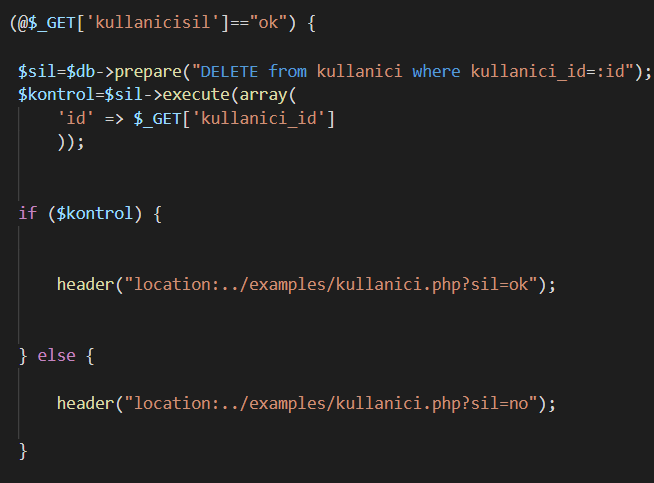 (@$_GET['kullanicisil']=="ok") {
$sil=$db->prepare("DELETE from kullanici where kullanici_id=:id");
$kontrol=$sil->execute(array(
'id' => $_GET['kullanici_id']
));
if ($kontrol) {
header("location:../examples/kullanici.php?sil=ok");
} else {
header("location:../examples/kullanici.php?sil=no");
}